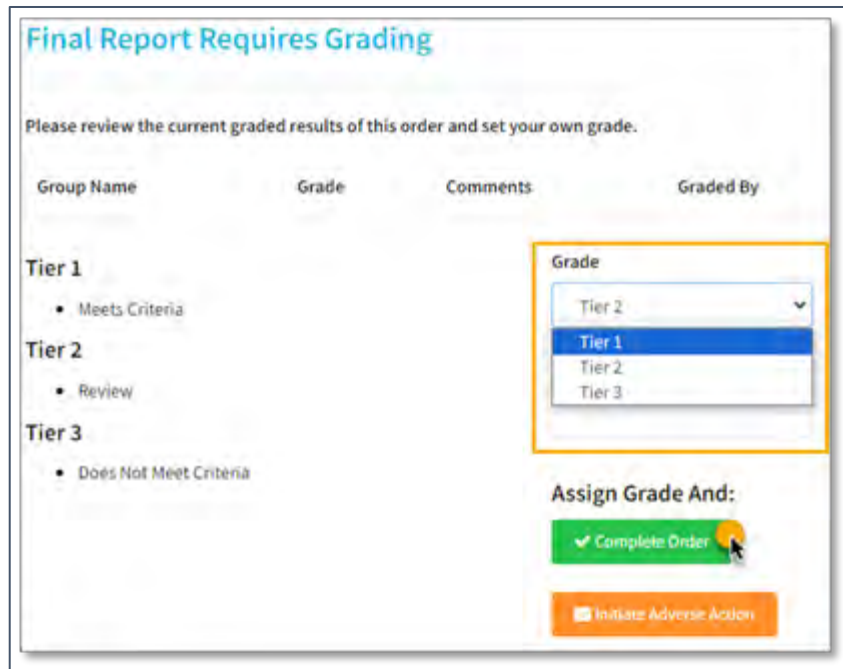 Final Report Requires Grading
Please review the current graded results of this order and set your own grade.
Group Name Grade Comments Graded By
Tier 1
• Meets Criteria
Tier 2
• Review
Tier 3
• Does Not Meet Criteria
Grade
Tier 2
Tier 1
Tier 2
Tier 3
Assign Grade And:
Complete Order
Initiate Adverse Action